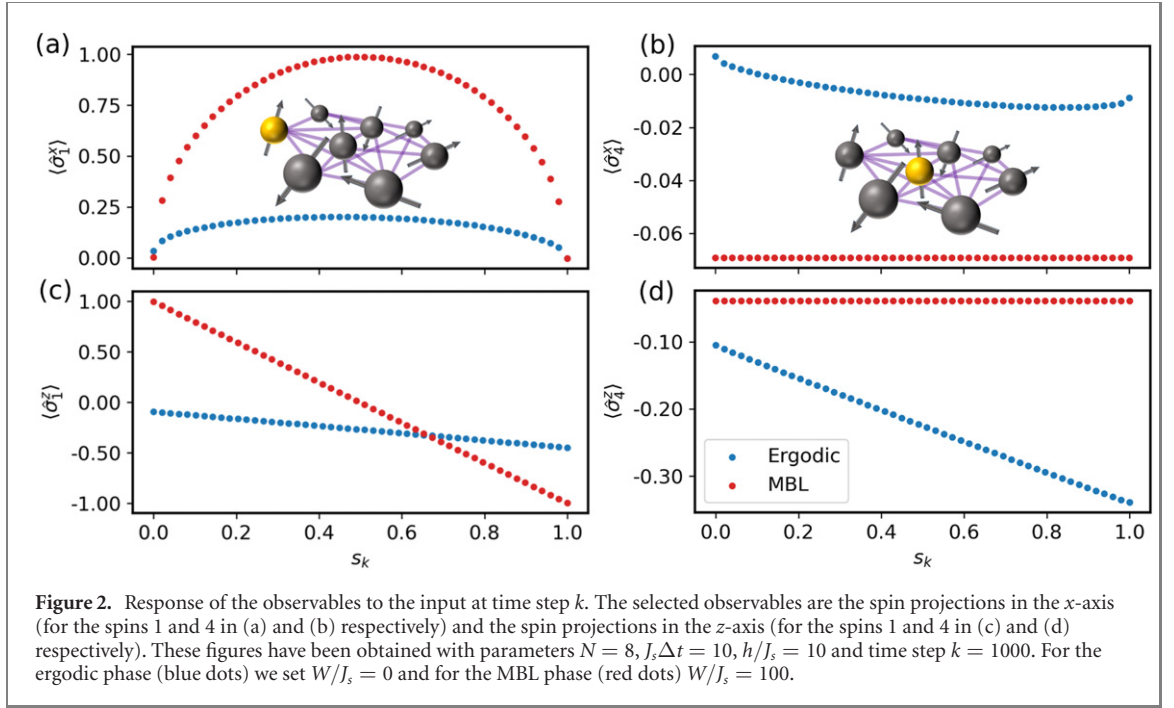 (a)
1.00
0.75
0.50
0.25
0.00
⟨σ̂₁ˣ⟩
(b)
0.00
-0.02
-0.04
-0.06
⟨σ̂₄ˣ⟩
(c)
1.00
0.50
0.00
-0.50
-1.00
⟨σ̂₁ᶻ⟩
0.0 0.2 0.4 0.6 0.8 1.0
sₖ
(d)
-0.10
-0.20
-0.30
⟨σ̂₄ᶻ⟩
Ergodic
MBL
0.0 0.2 0.4 0.6 0.8 1.0
sₖ
Figure 2. Response of the observables to the input at time step k. The selected observables are the spin projections in the x-axis
(for the spins 1 and 4 in (a) and (b) respectively) and the spin projections in the z-axis (for the spins 1 and 4 in (c) and (d)
respectively). These figures have been obtained with parameters N = 8, JₛΔt = 10, h/Jₛ = 10 and time step k = 1000. For the
ergodic phase (blue dots) we set W/Jₛ = 0 and for the MBL phase (red dots) W/Jₛ = 100.